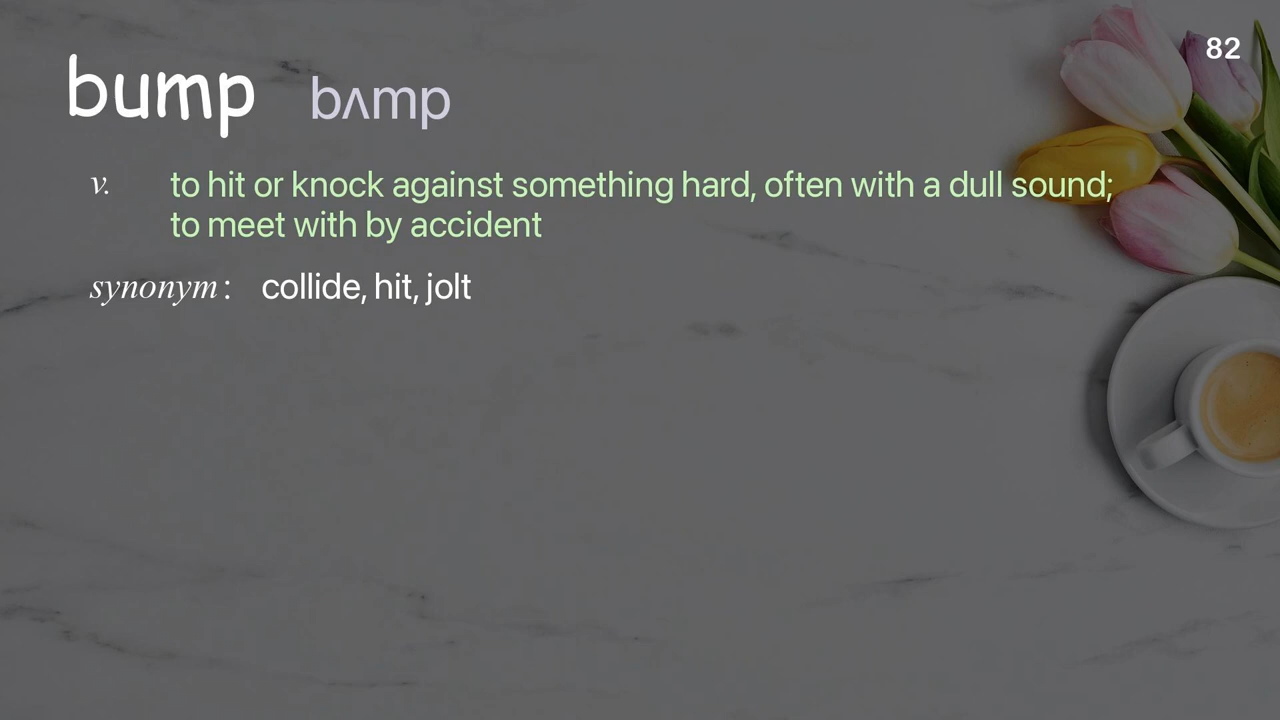 82
bump bʌmp
v. to hit or knock against something hard, often with a dull sound;
to meet with by accident
synonym : collide, hit, jolt